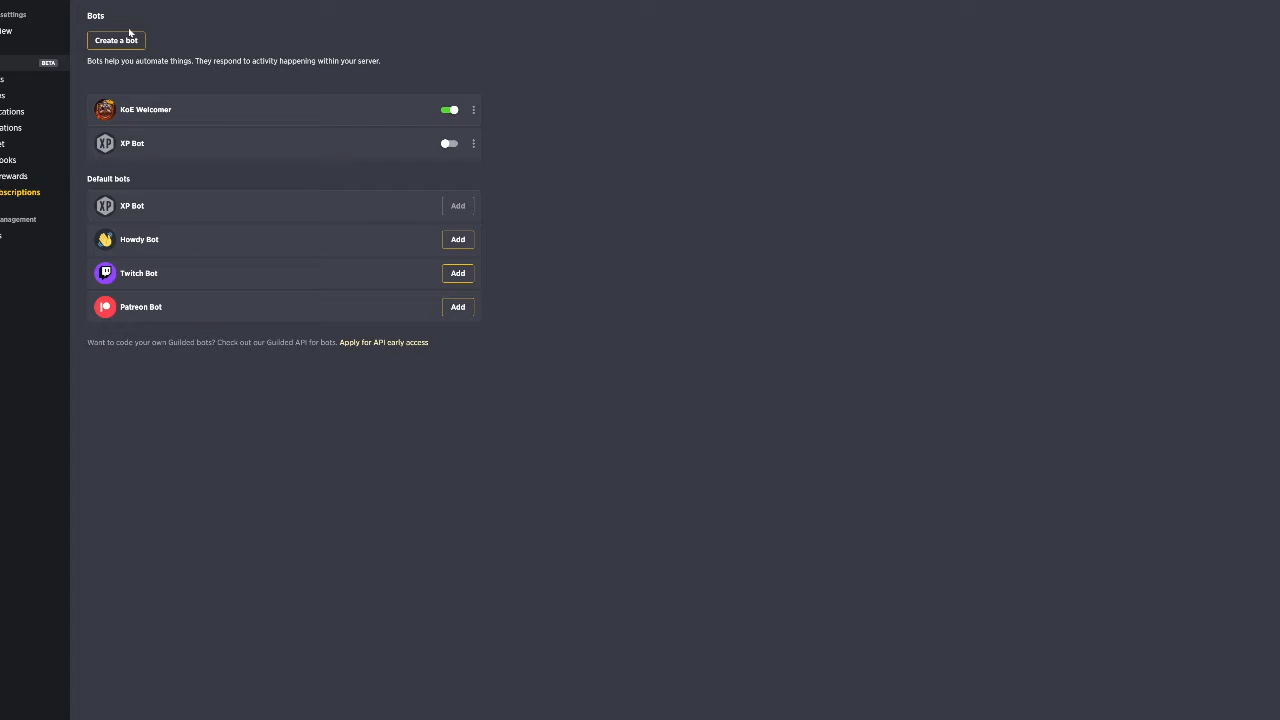 settings
Bots
Create a bot
BETA
Bots help you automate things. They respond to activity happening within your server.
KoE Welcomer
XP Bot
Default bots
XP Bot
Add
Howdy Bot
Add
Twitch Bot
Add
Patreon Bot
Add
Want to code your own Guilded bots? Check out our Guilded API for bots. Apply for API early access
cations
ations
ooks
rewards
bscriptions
anagement